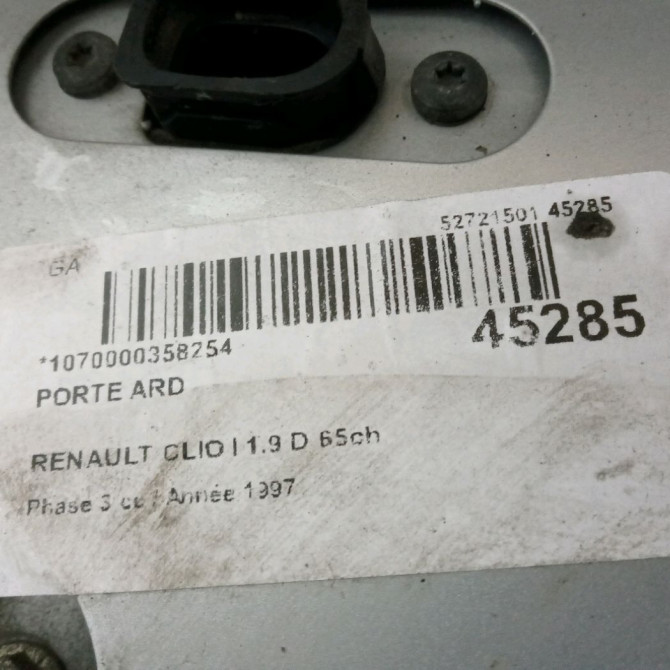 52721501 45285
GA
*1070000358254
45285
PORTE ARD
RENAULT CLIO I 1.9 D 65ch
Phase 3 / Année 1997